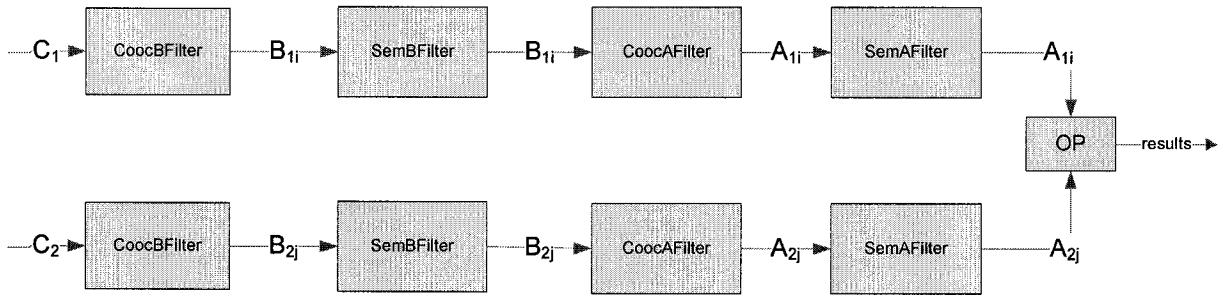 C₁ CoocBFilter B₁ᵢ SemBFilter B₁ᵢ CoocAFilter A₁ᵢ SemAFilter A₁ᵢ
OP results
C₂ CoocBFilter B₂ⱼ SemBFilter B₂ⱼ CoocAFilter A₂ⱼ SemAFilter A₂ⱼ